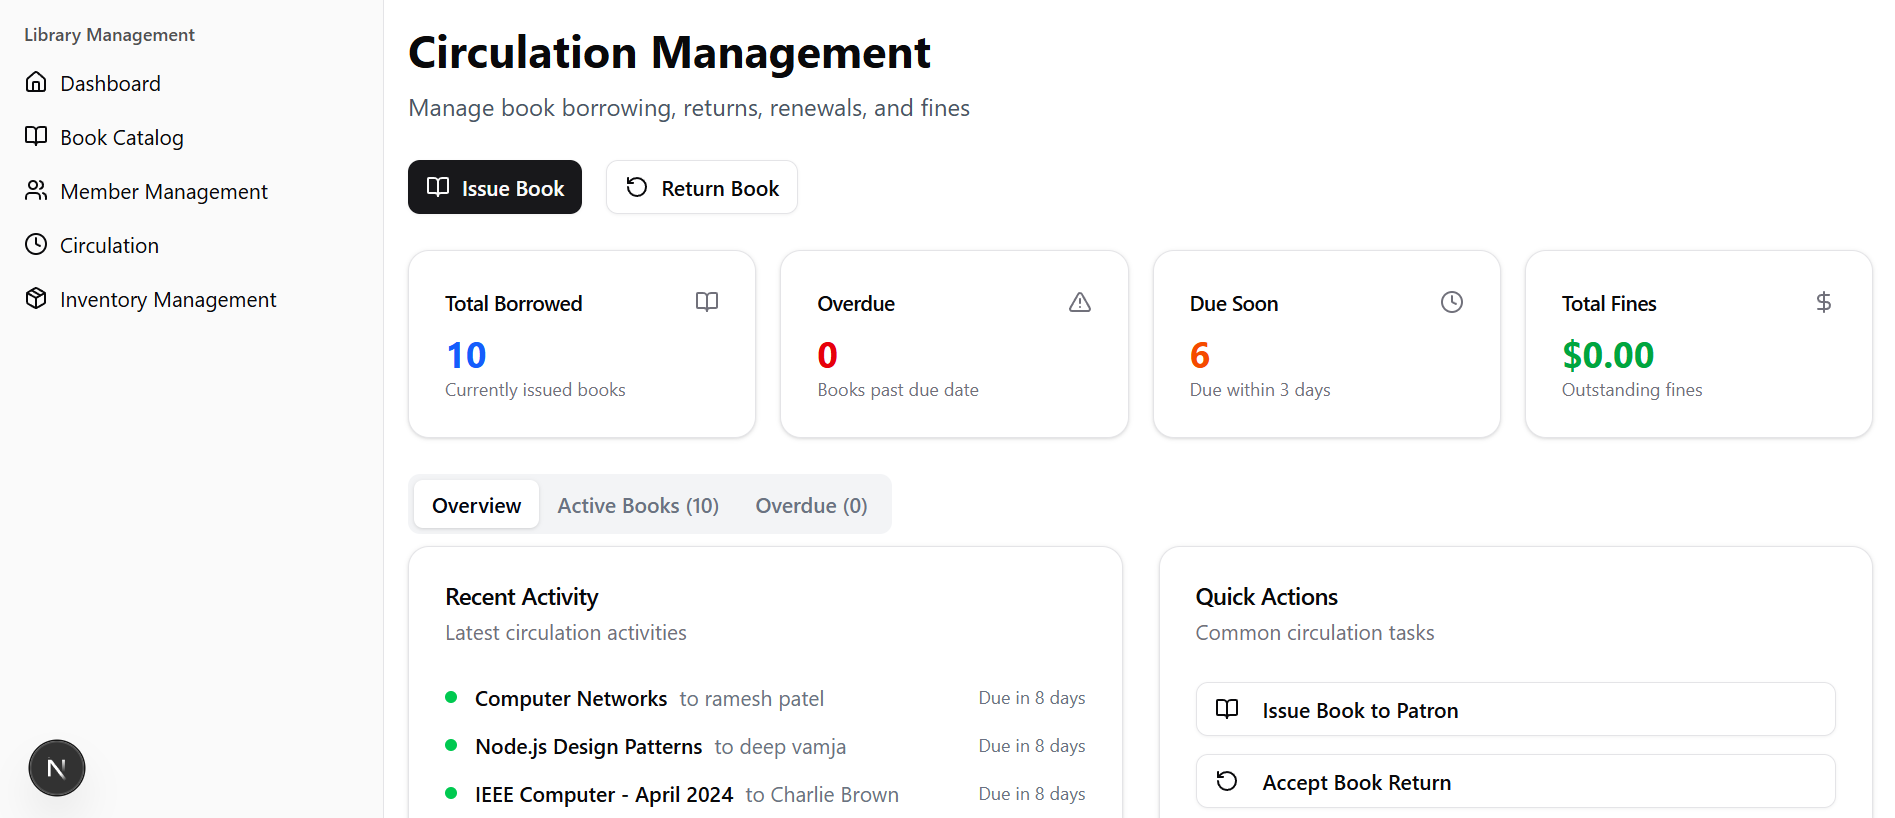 Library Management
Dashboard
Book Catalog
Member Management
Circulation
Inventory Management
N
Circulation Management
Manage book borrowing, returns, renewals, and fines
Issue Book
Return Book
Total Borrowed
10
Currently issued books
Overdue
0
Books past due date
Due Soon
6
Due within 3 days
Total Fines
$0.00
Outstanding fines
Overview
Active Books (10)
Overdue (0)
Recent Activity
Latest circulation activities
Computer Networks to ramesh patel Due in 8 days
Node.js Design Patterns to deep vamja Due in 8 days
IEEE Computer - April 2024 to Charlie Brown Due in 8 days
Quick Actions
Common circulation tasks
Issue Book to Patron
Accept Book Return